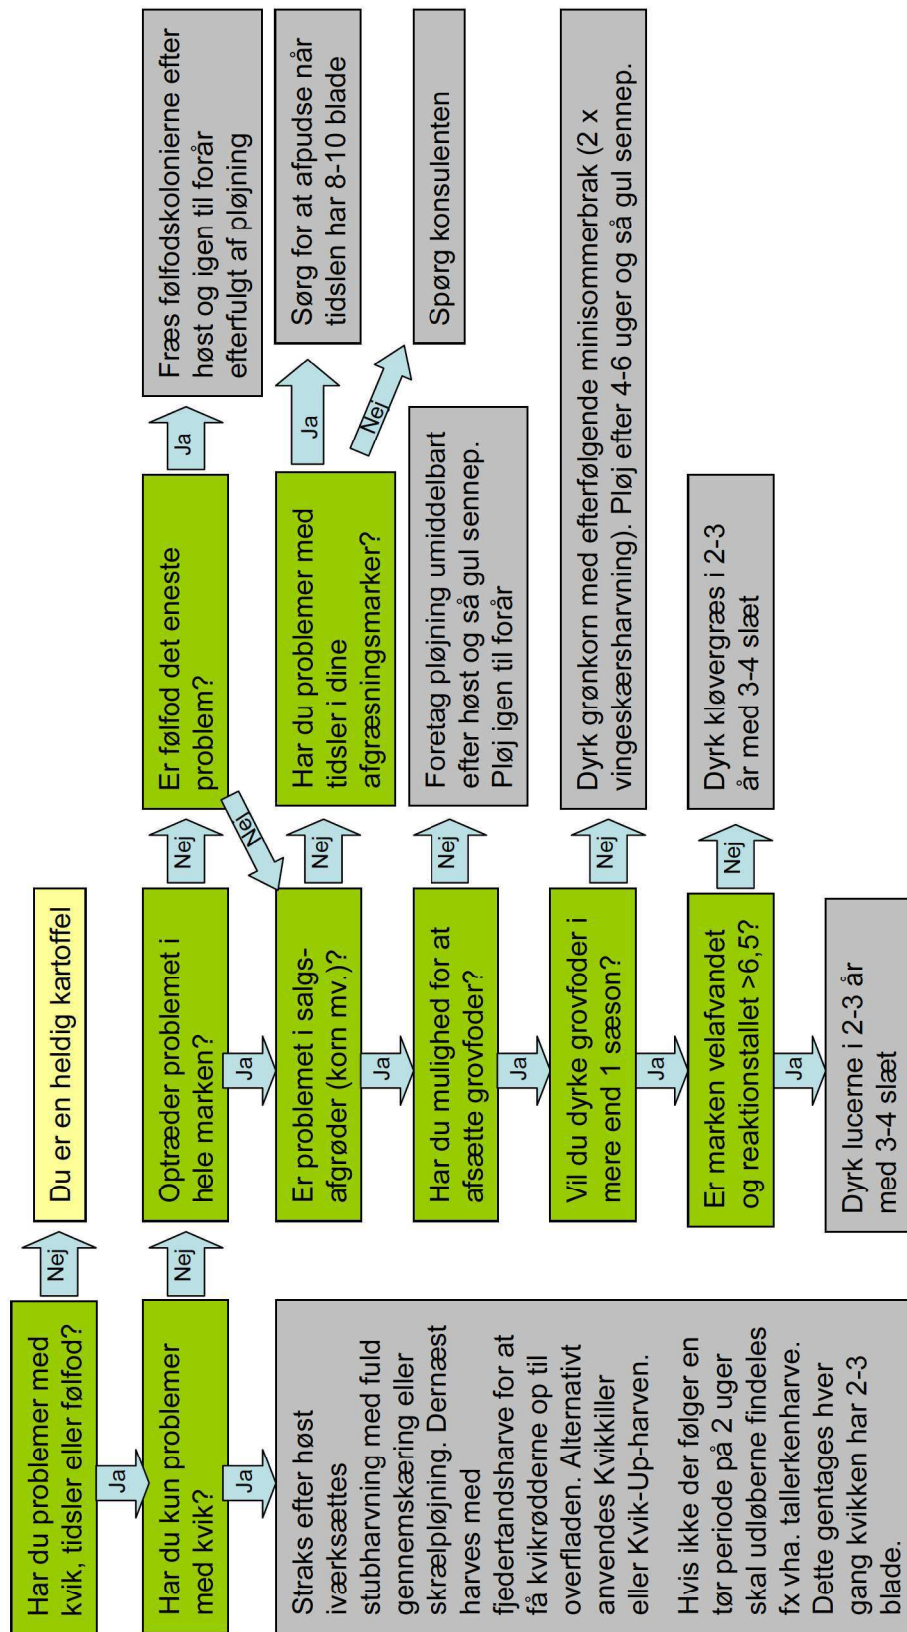 Har du problemer med
kvik, tidsler eller følfod?
Nej
Du er en heldig kartoffel
Ja
Har du kun problemer
med kvik?
Nej
Optræder problemet i
hele marken?
Nej
Er følfod det eneste
problem?
Ja
Fræs følfodskolonierne efter
høst og igen til forår
efterfulgt af pløjning
Ja
Straks efter høst
iværksættes
stubharvning med fuld
gennemskæring eller
skrælpløjning. Dernæst
harves med
fjedertandsharve for at
få kvikrødderne op til
overfladen. Alternativt
anvendes Kvikkiller
eller Kvik-Up-harven.
Hvis ikke der følger en
tør periode på 2 uger
skal udløberne findeles
fx vha. tallerkenharve.
Dette gentages hver
gang kvikken har 2-3
blade.
Ja
Nej
Er problemet i salgs-
afgrøder (korn mv.)?
Nej
Har du problemer med
tidsler i dine
afgræsningsmarker?
Ja
Sørg for at afpudse når
tidslen har 8-10 blade
Nej
Spørg konsulenten
Ja
Har du mulighed for at
afsætte grovfoder?
Nej
Foretag pløjning umiddelbart
efter høst og så gul sennep.
Pløj igen til forår
Ja
Vil du dyrke grovfoder i
mere end 1 sæson?
Nej
Dyrk grønkorn med efterfølgende minisommerbrak (2 x
vingeskærsharvning). Pløj efter 4-6 uger og så gul sennep.
Ja
Er marken velafvandet
og reaktionstallet >6,5?
Nej
Dyrk kløvergræs i 2-3
år med 3-4 slæt
Ja
Dyrk lucerne i 2-3 år
med 3-4 slæt